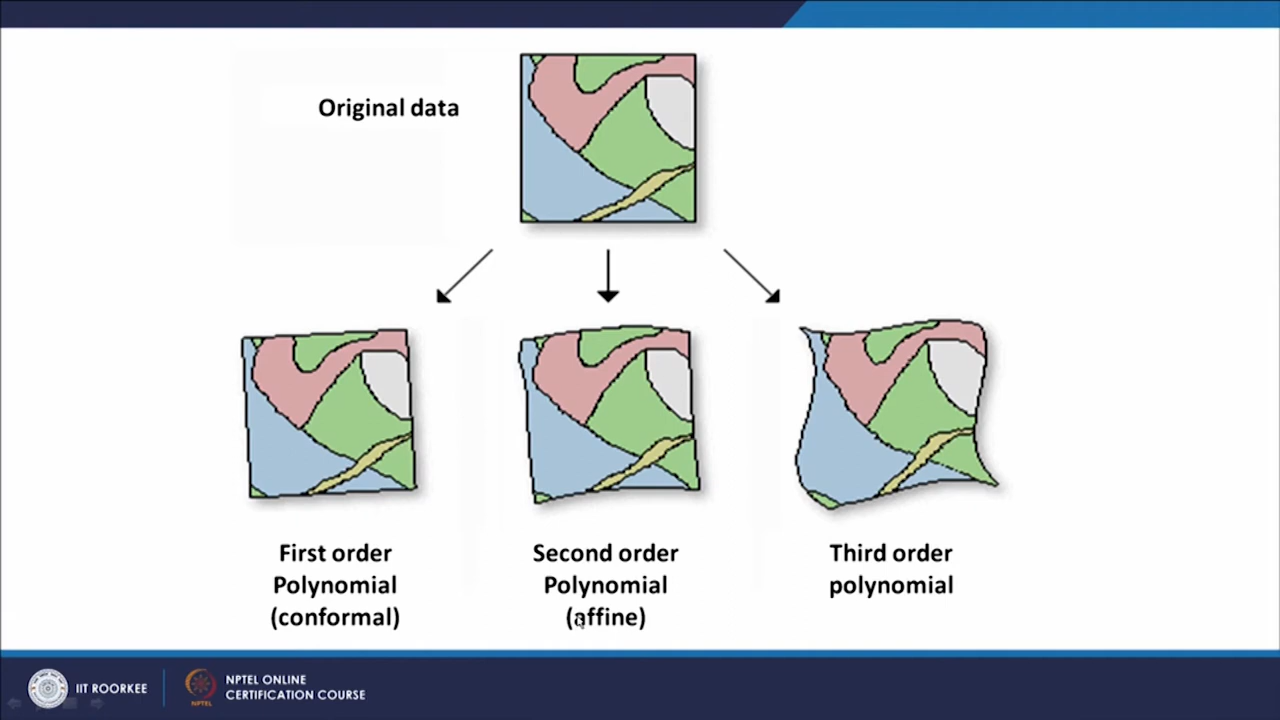 Original data
First order
Polynomial
(conformal)
Second order
Polynomial
(affine)
Third order
polynomial
IIT ROORKEE
NPTEL
NPTEL ONLINE
CERTIFICATION COURSE